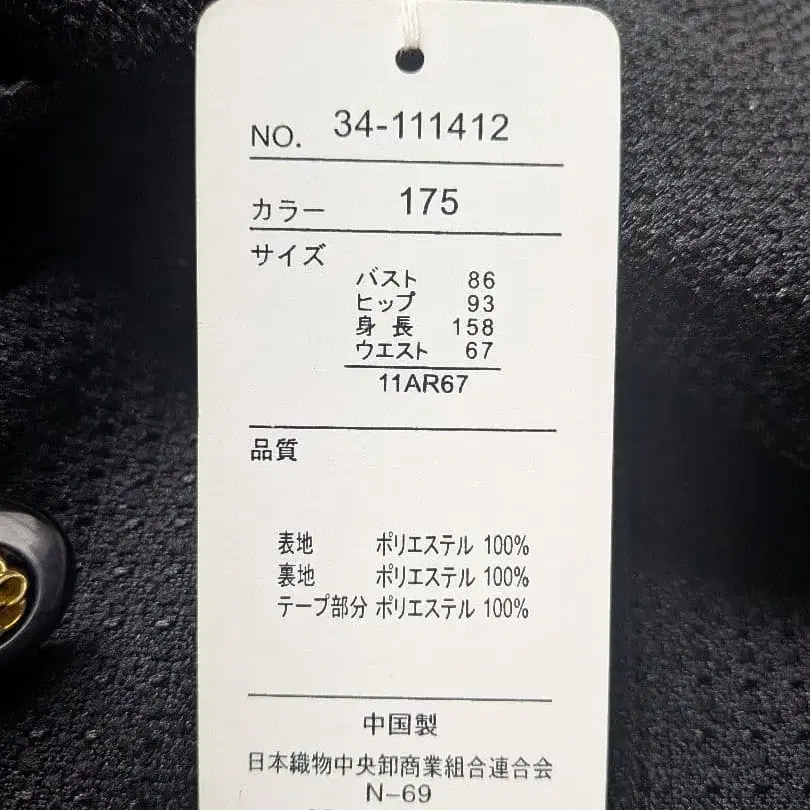 NO. 34-111412
カラー 175
サイズ
バスト 86
ヒップ 93
身長 158
ウエスト 67
11AR67
品質
表地 ポリエステル 100%
裏地 ポリエステル 100%
テープ部分 ポリエステル 100%
中国製
日本織物中央卸商業組合連合会
N-69